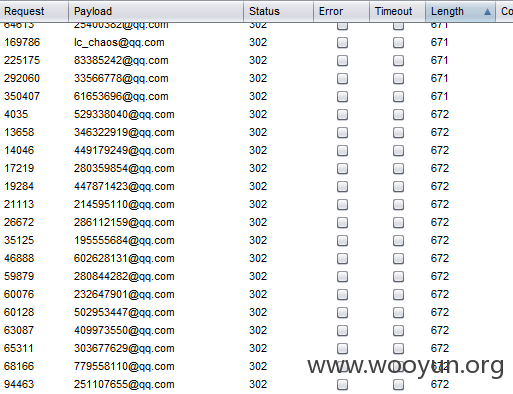 Request Payload Status Error Timeout Length Co
64613 25400382@qq.com 302 671
169786 lc_chaos@qq.com 302 671
225175 83385242@qq.com 302 671
292060 33566778@qq.com 302 671
350407 61653696@qq.com 302 671
4035 529338040@qq.com 302 672
13658 346322919@qq.com 302 672
14046 449179249@qq.com 302 672
17219 280359854@qq.com 302 672
19284 447871423@qq.com 302 672
21113 214595110@qq.com 302 672
26672 286112159@qq.com 302 672
35125 195555684@qq.com 302 672
46888 602628131@qq.com 302 672
59879 280844282@qq.com 302 672
60076 232647901@qq.com 302 672
60128 502953447@qq.com 302 672
63087 409973550@qq.com 302 672
65311 303677629@qq.com 302 672
68166 779558110@qq.com 302 672
www.wooyun.org
94463 251107655@qq.com 302 672